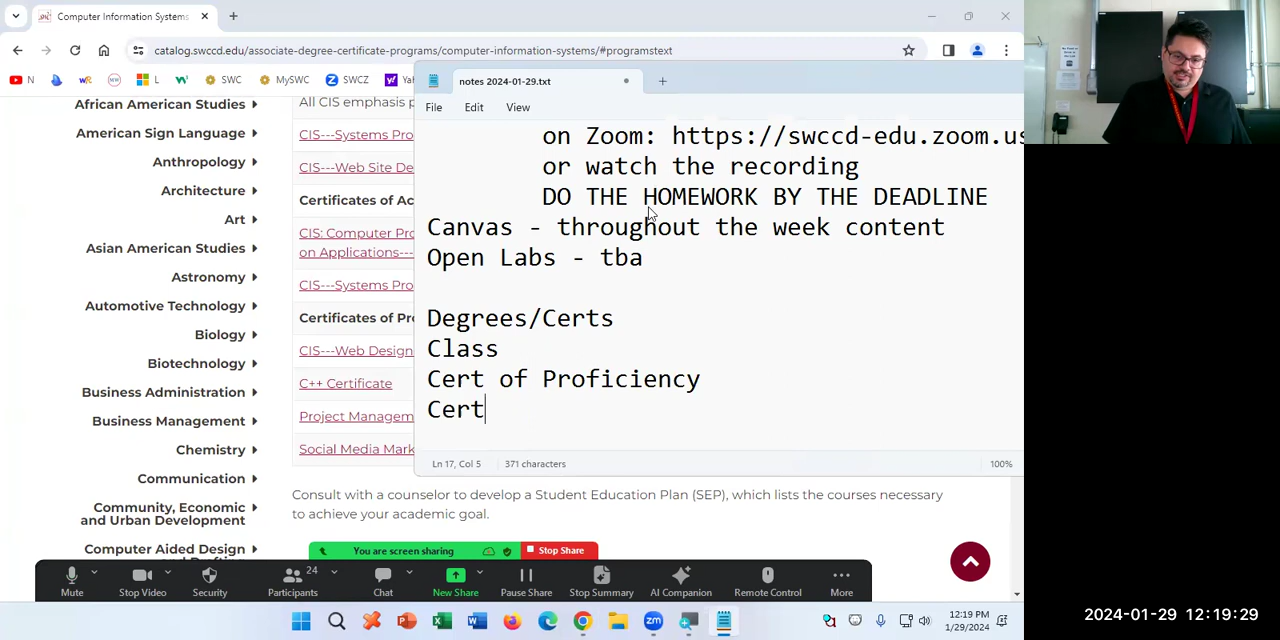 Computer Information Systems
catalog.swccd.edu/associate-degree-certificate-programs/computer-information-systems/#programstext
N
L
SWC
MySWC
SWCZ
Yah
notes 2024-01-29.txt
File Edit View
on Zoom: https://swccd-edu.zoom.us
or watch the recording
DO THE HOMEWORK BY THE DEADLINE
Canvas - throughout the week content
Open Labs - tba
Degrees/Certs
Class
Cert of Proficiency
Cert
Ln 17, Col 5 371 characters 100%
African American Studies
American Sign Language
Anthropology
Architecture
Art
Asian American Studies
Astronomy
Automotive Technology
Biology
Biotechnology
Business Administration
Business Management
Chemistry
Communication
Community, Economic
and Urban Development
Computer Aided Design
All CIS emphasis p
CIS---Systems Pro
CIS---Web Site De
Certificates of Ac
CIS: Computer Pro
on Applications---
CIS---Systems Pro
Certificates of Pr
CIS---Web Design
C++ Certificate
Project Managem
Social Media Mark
Consult with a counselor to develop a Student Education Plan (SEP), which lists the courses necessary
to achieve your academic goal.
You are screen sharing Stop Share
24
Mute Stop Video Security Participants Chat New Share Pause Share Stop Summary AI Companion Remote Control More
12:19 PM
1/29/2024
2024-01-29 12:19:29